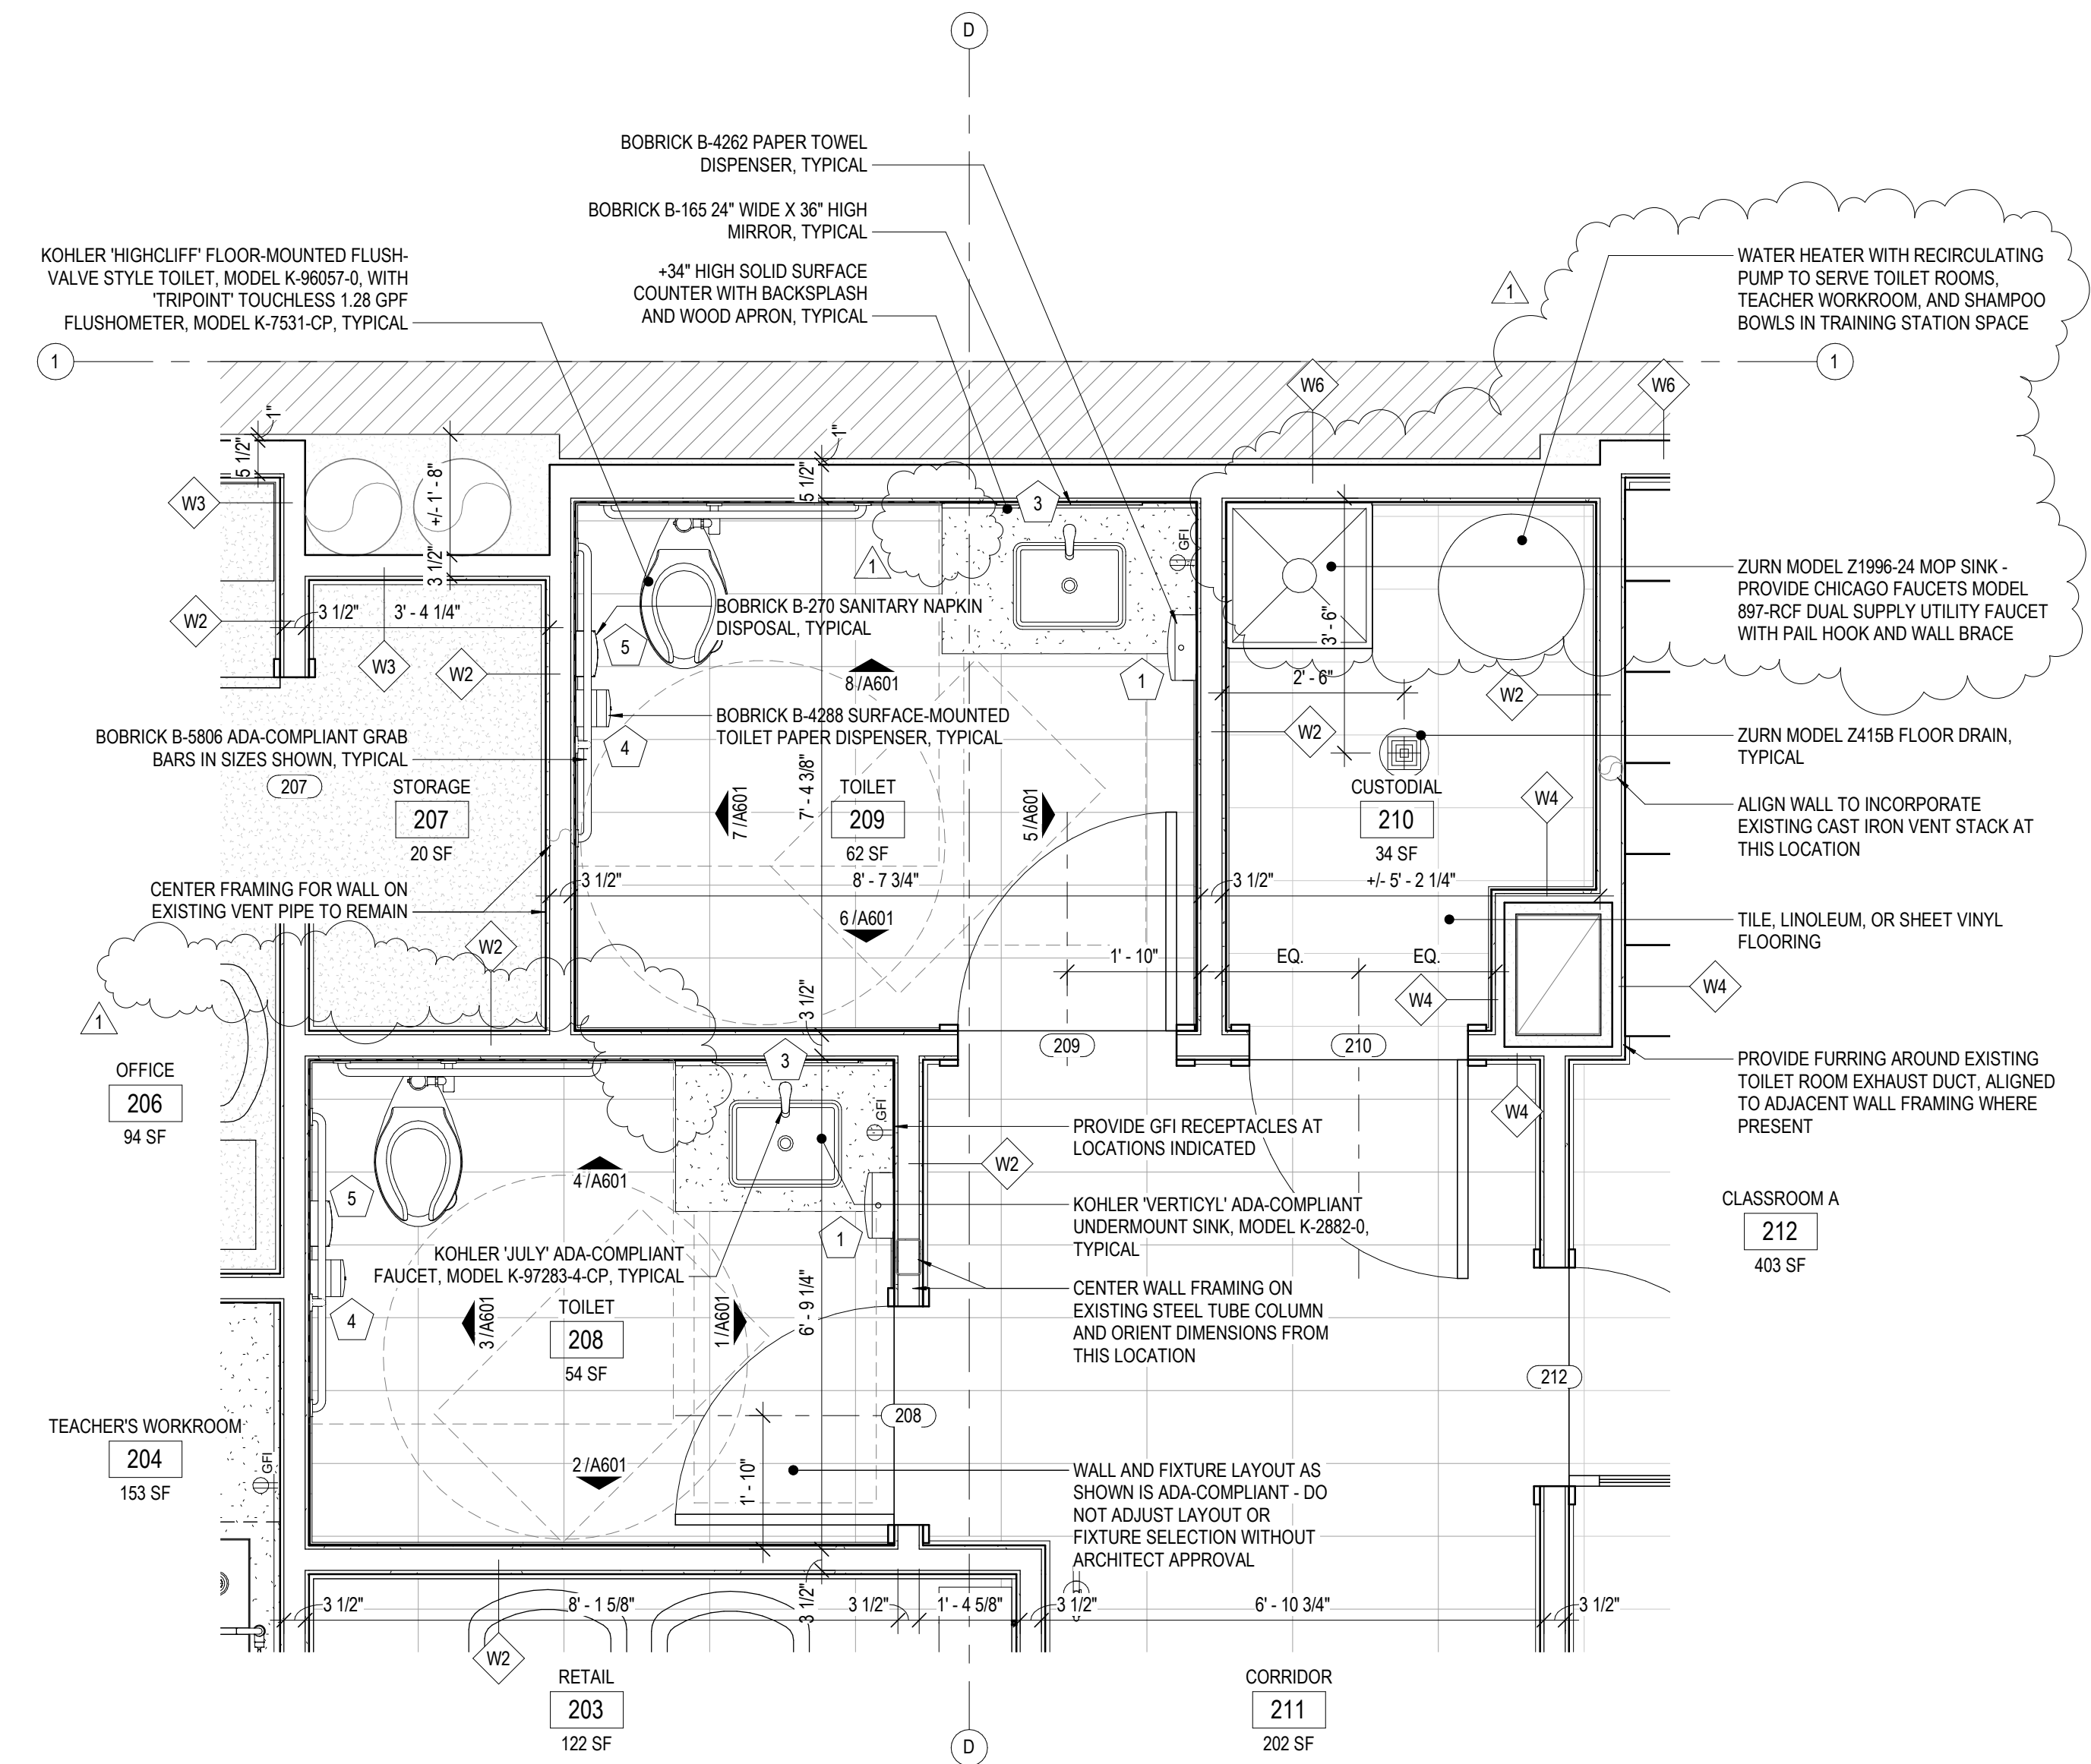 D
BOBRICK B-4262 PAPER TOWEL
DISPENSER, TYPICAL
BOBRICK B-165 24" WIDE X 36" HIGH
MIRROR, TYPICAL
+34" HIGH SOLID SURFACE
COUNTER WITH BACKSPLASH
AND WOOD APRON, TYPICAL
KOHLER 'HIGHCLIFF' FLOOR-MOUNTED FLUSH-
VALVE STYLE TOILET, MODEL K-96057-0, WITH
'TRIPOINT' TOUCHLESS 1.28 GPF
FLUSHOMETER, MODEL K-7531-CP, TYPICAL
WATER HEATER WITH RECIRCULATING
PUMP TO SERVE TOILET ROOMS,
TEACHER WORKROOM, AND SHAMPOO
BOWLS IN TRAINING STATION SPACE
1
1
1
W6
W6
1"
5 1/2"
+/- 1' - 8"
3 1/2"
1"
5 1/2"
W3
W2
3 1/2"
3' - 4 1/4"
W3
W2
3
GFI
1
5
BOBRICK B-270 SANITARY NAPKIN
DISPOSAL, TYPICAL
8 /A601
1
3' - 6"
2' - 6"
W2
W2
ZURN MODEL Z1996-24 MOP SINK -
PROVIDE CHICAGO FAUCETS MODEL
897-RCF DUAL SUPPLY UTILITY FAUCET
WITH PAIL HOOK AND WALL BRACE
BOBRICK B-4288 SURFACE-MOUNTED
TOILET PAPER DISPENSER, TYPICAL
4
BOBRICK B-5806 ADA-COMPLIANT GRAB
BARS IN SIZES SHOWN, TYPICAL
207
STORAGE
207
20 SF
7' - 4 3/8"
7 /A601
TOILET
209
62 SF
5 /A601
6 /A601
CUSTODIAL
210
34 SF
W4
ZURN MODEL Z415B FLOOR DRAIN,
TYPICAL
ALIGN WALL TO INCORPORATE
EXISTING CAST IRON VENT STACK AT
THIS LOCATION
CENTER FRAMING FOR WALL ON
EXISTING VENT PIPE TO REMAIN
3 1/2"
8' - 7 3/4"
3 1/2"
+/- 5' - 2 1/4"
TILE, LINOLEUM, OR SHEET VINYL
FLOORING
W2
1' - 10"
EQ.
EQ.
W4
W4
3 1/2"
1
209
210
3
W4
PROVIDE FURRING AROUND EXISTING
TOILET ROOM EXHAUST DUCT, ALIGNED
TO ADJACENT WALL FRAMING WHERE
PRESENT
OFFICE
206
94 SF
GFI
PROVIDE GFI RECEPTACLES AT
LOCATIONS INDICATED
W2
4 /A601
5
1
KOHLER 'VERTICYL' ADA-COMPLIANT
UNDERMOUNT SINK, MODEL K-2882-0,
TYPICAL
CLASSROOM A
212
403 SF
KOHLER 'JULY' ADA-COMPLIANT
FAUCET, MODEL K-97283-4-CP, TYPICAL
CENTER WALL FRAMING ON
EXISTING STEEL TUBE COLUMN
AND ORIENT DIMENSIONS FROM
THIS LOCATION
4
3 /A601
TOILET
208
54 SF
1 /A601
6' - 9 1/4"
212
208
TEACHER'S WORKROOM
204
153 SF
GFI
2 /A601
1' - 10"
WALL AND FIXTURE LAYOUT AS
SHOWN IS ADA-COMPLIANT - DO
NOT ADJUST LAYOUT OR
FIXTURE SELECTION WITHOUT
ARCHITECT APPROVAL
3 1/2"
3 1/2"
8' - 1 5/8"
3 1/2"
1' - 4 5/8"
3 1/2"
6' - 10 3/4"
3 1/2"
W2
RETAIL
203
122 SF
CORRIDOR
211
202 SF
D